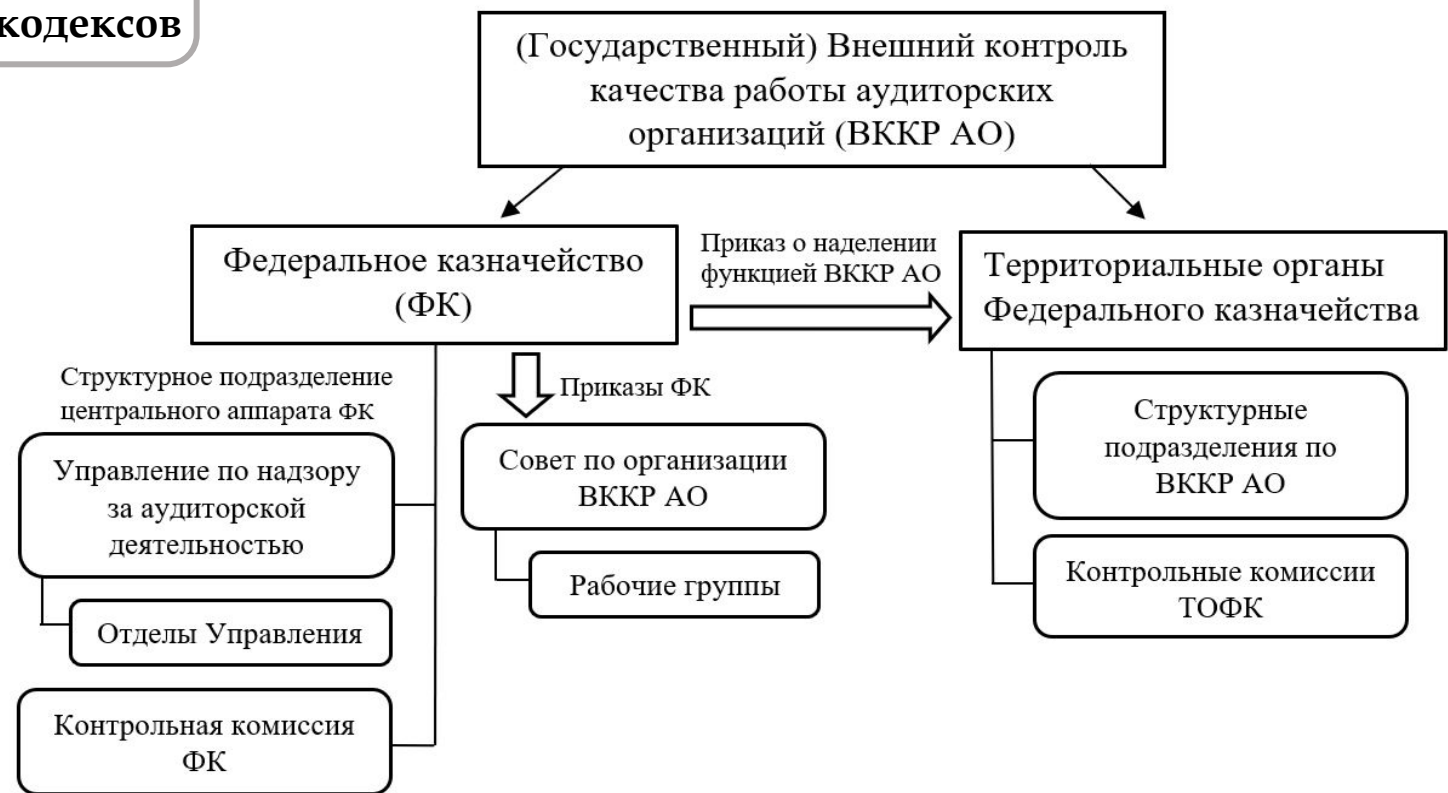 кодексов
(Государственный) Внешний контроль
качества работы аудиторских
организаций (ВККР АО)
Федеральное казначейство
(ФК)
Приказ о наделении
функцией ВККР АО
Территориальные органы
Федерального казначейства
Структурное подразделение
центрального аппарата ФК
Приказы ФК
Управление по надзору
за аудиторской
деятельностью
Отделы Управления
Контрольная комиссия
ФК
Совет по организации
ВККР АО
Рабочие группы
Структурные
подразделения по
ВККР АО
Контрольные комиссии
ТОФК